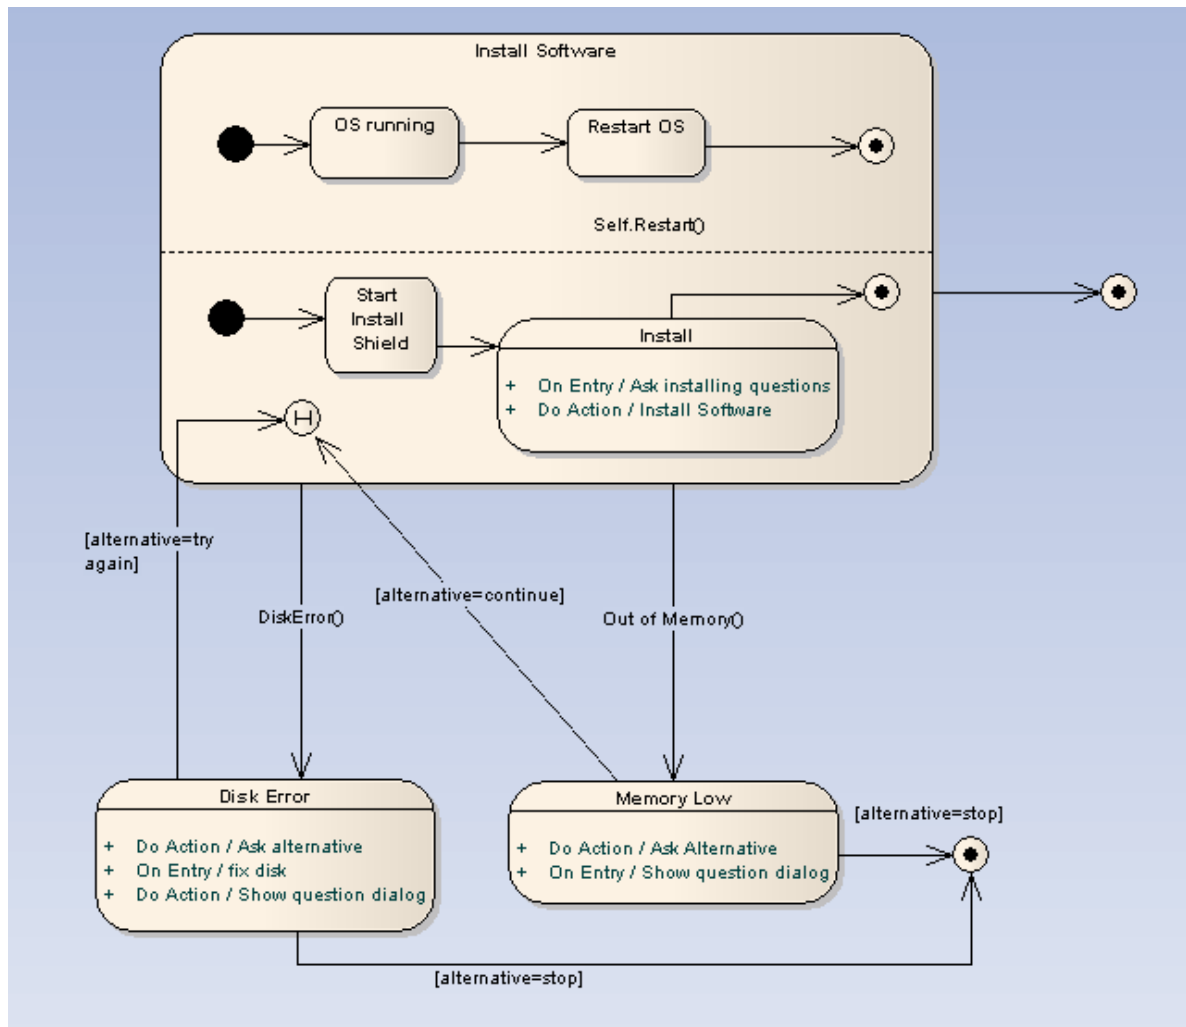 Install Software
OS running
Restart OS
Self.Restart()
Start
Install
Shield
Install
+ On Entry / Ask installing questions
+ Do Action / Install Software
H
[alternative=try
again]
[alternative=continue]
DiskError()
Out of Memory()
Disk Error
+ Do Action / Ask alternative
+ On Entry / fix disk
+ Do Action / Show question dialog
Memory Low
+ Do Action / Ask Alternative
+ On Entry / Show question dialog
[alternative=stop]
[alternative=stop]